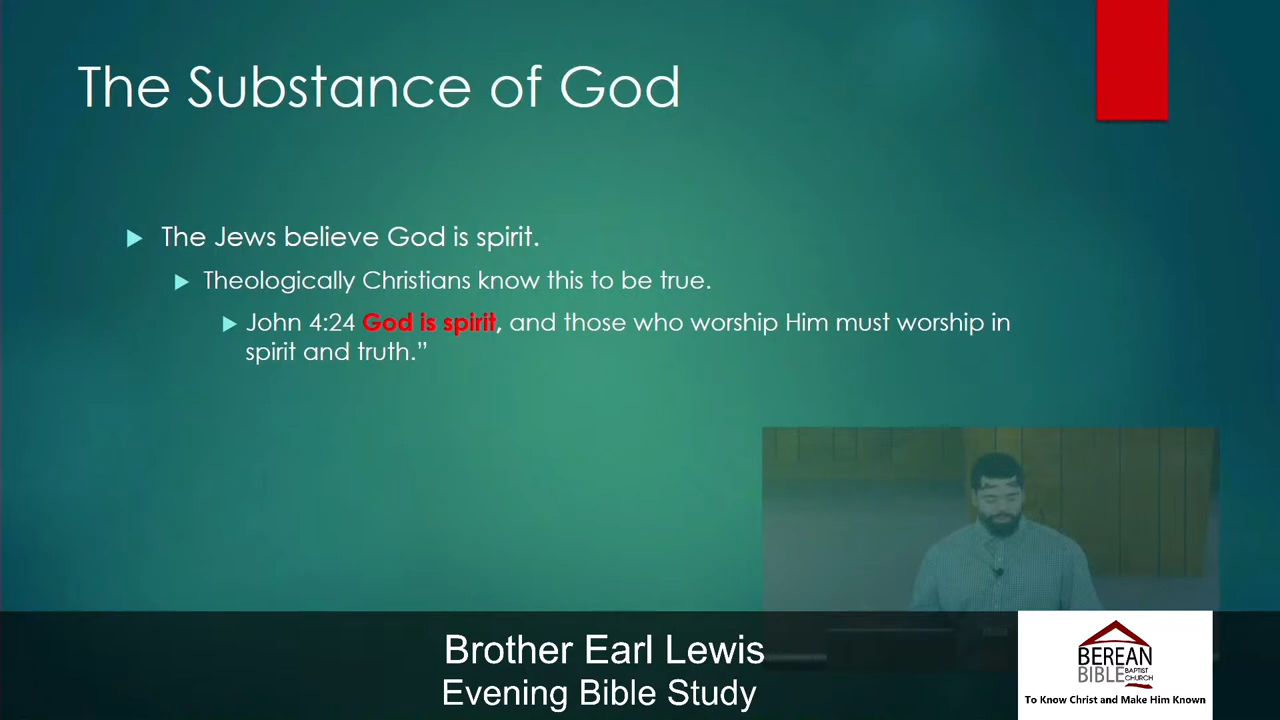 The Substance of God
The Jews believe God is spirit.
Theologically Christians know this to be true.
John 4:24 God is spirit, and those who worship Him must worship in
spirit and truth.”
Brother Earl Lewis
Evening Bible Study
BEREAN
BIBLE BAPTIST
CHURCH
To Know Christ and Make Him Known